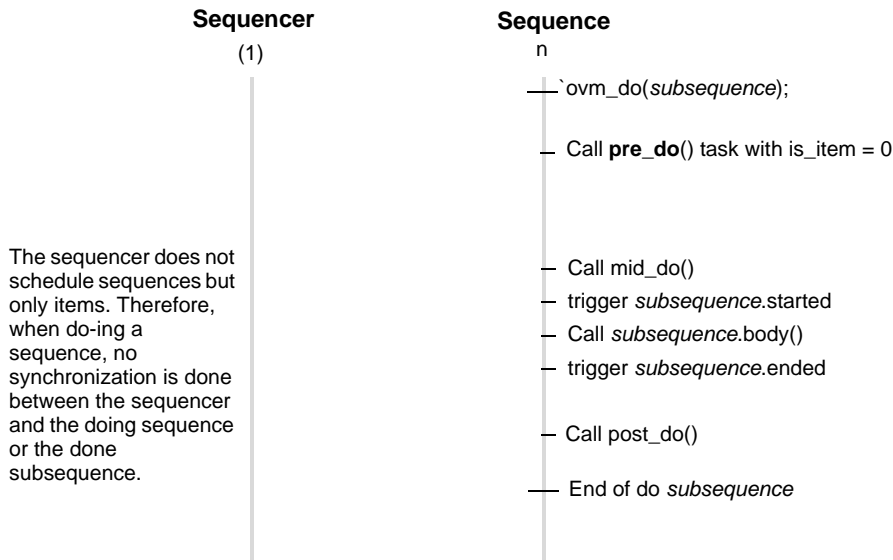 Sequencer
(1)
Sequence
n
`ovm_do(subsequence);
Call pre_do() task with is_item = 0
The sequencer does not
schedule sequences but
only items. Therefore,
when do-ing a
sequence, no
synchronization is done
between the sequencer
and the doing sequence
or the done
subsequence.
Call mid_do()
trigger subsequence.started
Call subsequence.body()
trigger subsequence.ended
Call post_do()
End of do subsequence